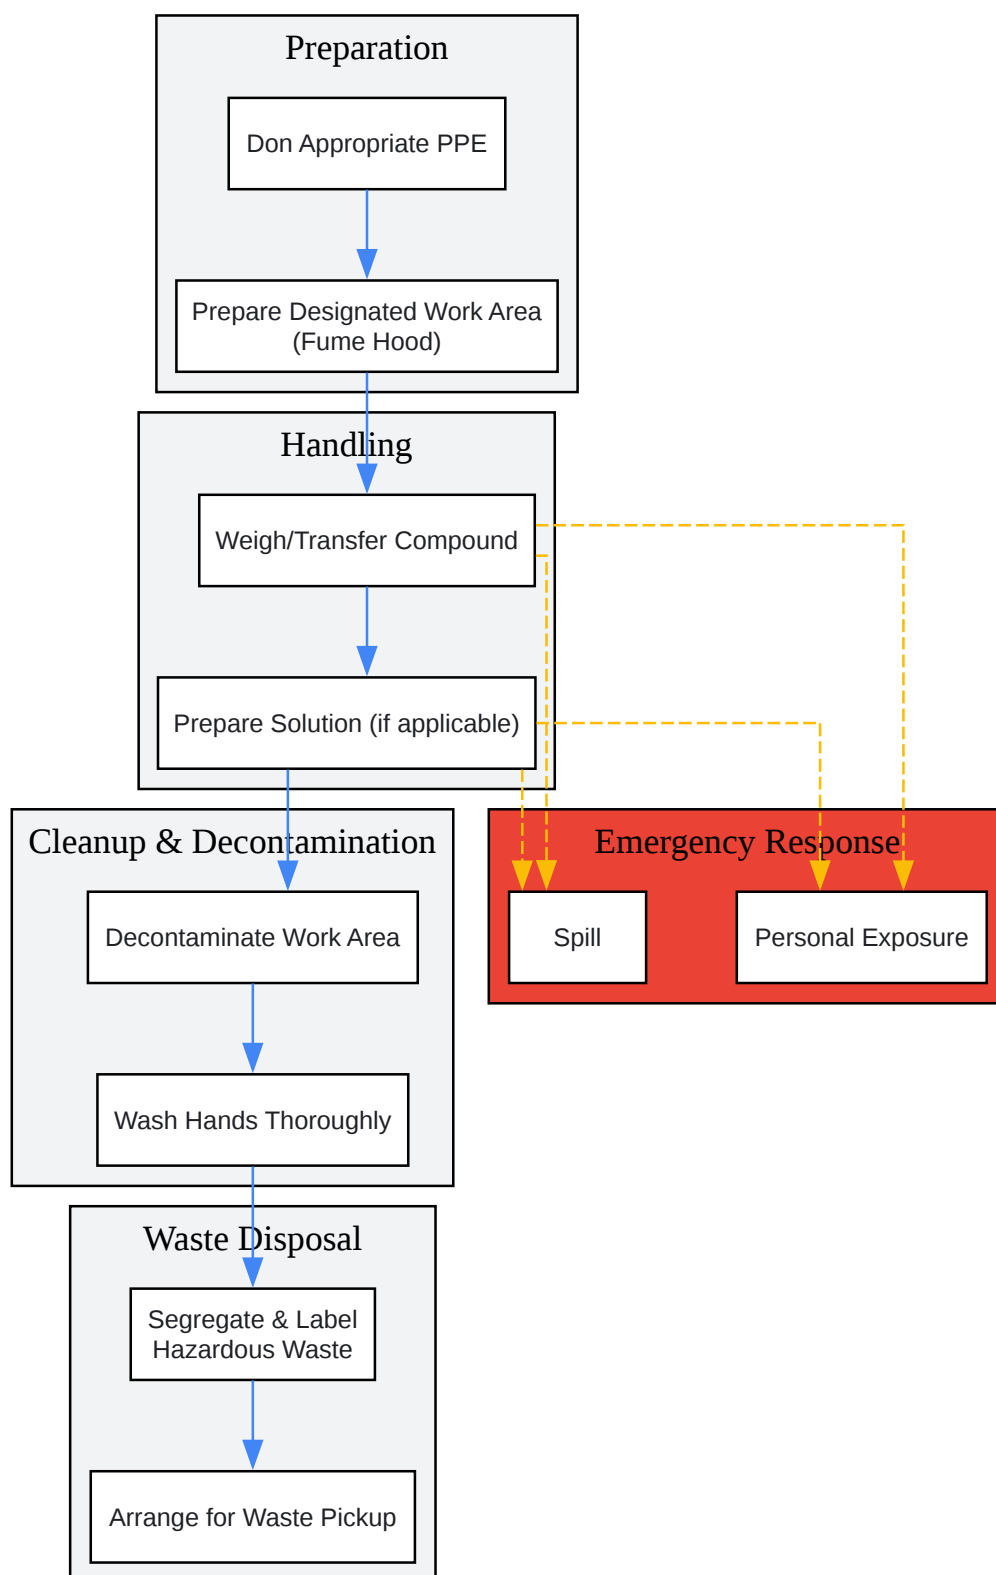 Preparation
Don Appropriate PPE
Prepare Designated Work Area
(Fume Hood)
Handling
Weigh/Transfer Compound
Prepare Solution (if applicable)
Cleanup & Decontamination
Decontaminate Work Area
Wash Hands Thoroughly
Emergency Response
Spill
Personal Exposure
Waste Disposal
Segregate & Label
Hazardous Waste
Arrange for Waste Pickup